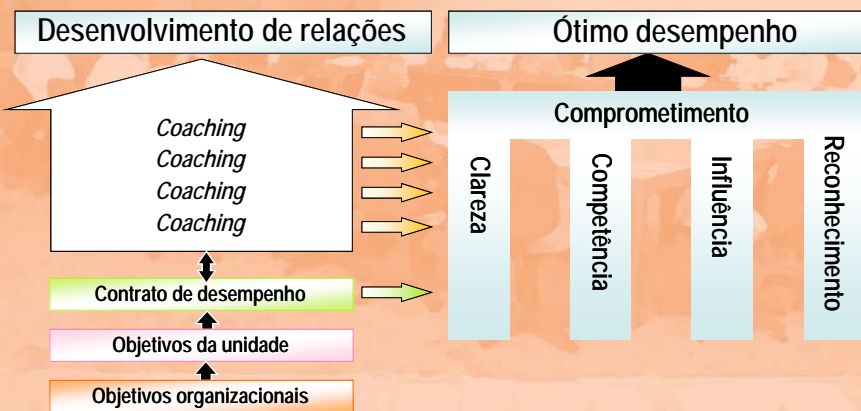 Desenvolvimento de relações
Ótimo desempenho
Coaching
Coaching
Coaching
Coaching
Contrato de desempenho
Objetivos da unidade
Objetivos organizacionais
Comprometimento
Clareza
Competência
Influência
Reconhecimento